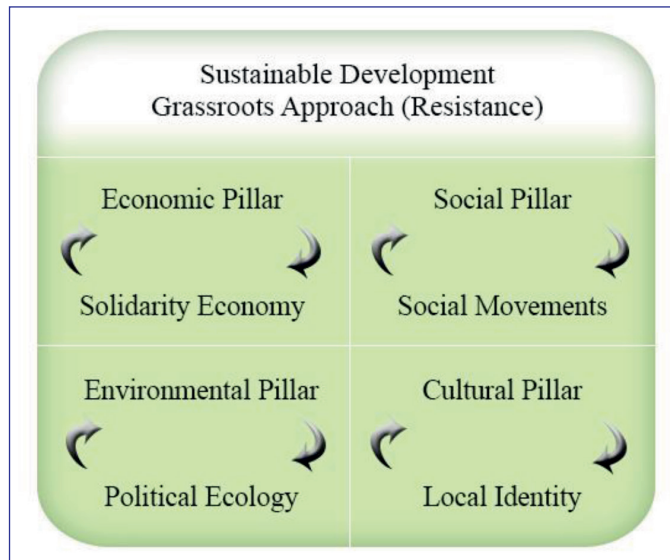 Sustainable Development
Grassroots Approach (Resistance)
Economic Pillar
Solidarity Economy
Social Pillar
Social Movements
Environmental Pillar
Political Ecology
Cultural Pillar
Local Identity